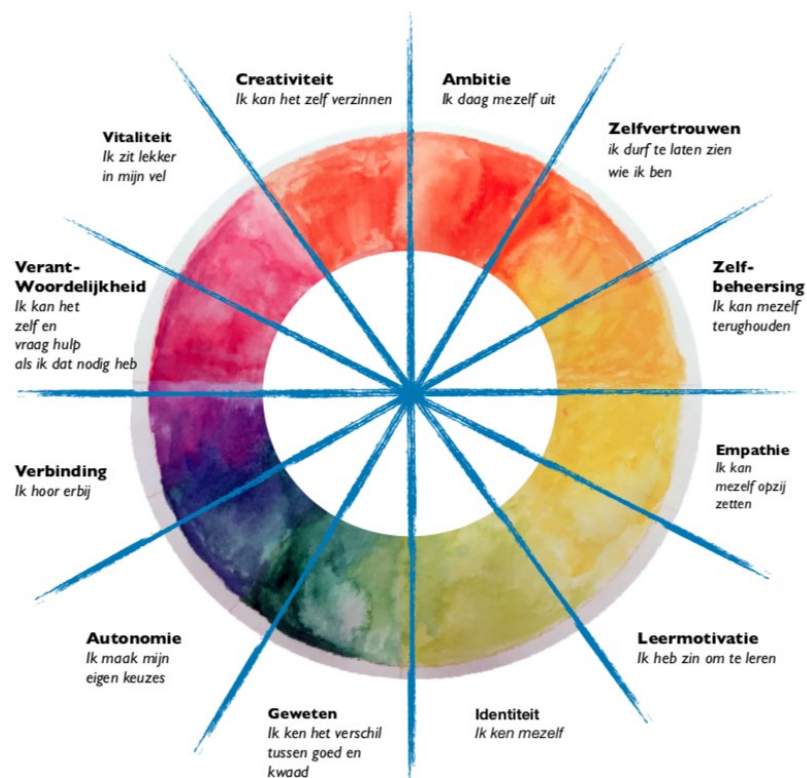 Creativiteit
Ik kan het zelf verzinnen
Ambitie
Ik daag mezelf uit
Zelfvertrouwen
ik durf te laten zien
wie ik ben
Zelf-
beheersing
Ik kan mezelf
terughouden
Empathie
Ik kan
mezelf opzij
zetten
Leermotivatie
Ik heb zin om te leren
Identiteit
Ik ken mezelf
Geweten
Ik ken het verschil
tussen goed en
kwaad
Autonomie
Ik maak mijn
eigen keuzes
Verbinding
Ik hoor erbij
Verant-
Woordelijkheid
Ik kan het
zelf en
vraag hulp
als ik dat nodig heb
Vitaliteit
Ik zit lekker
in mijn vel